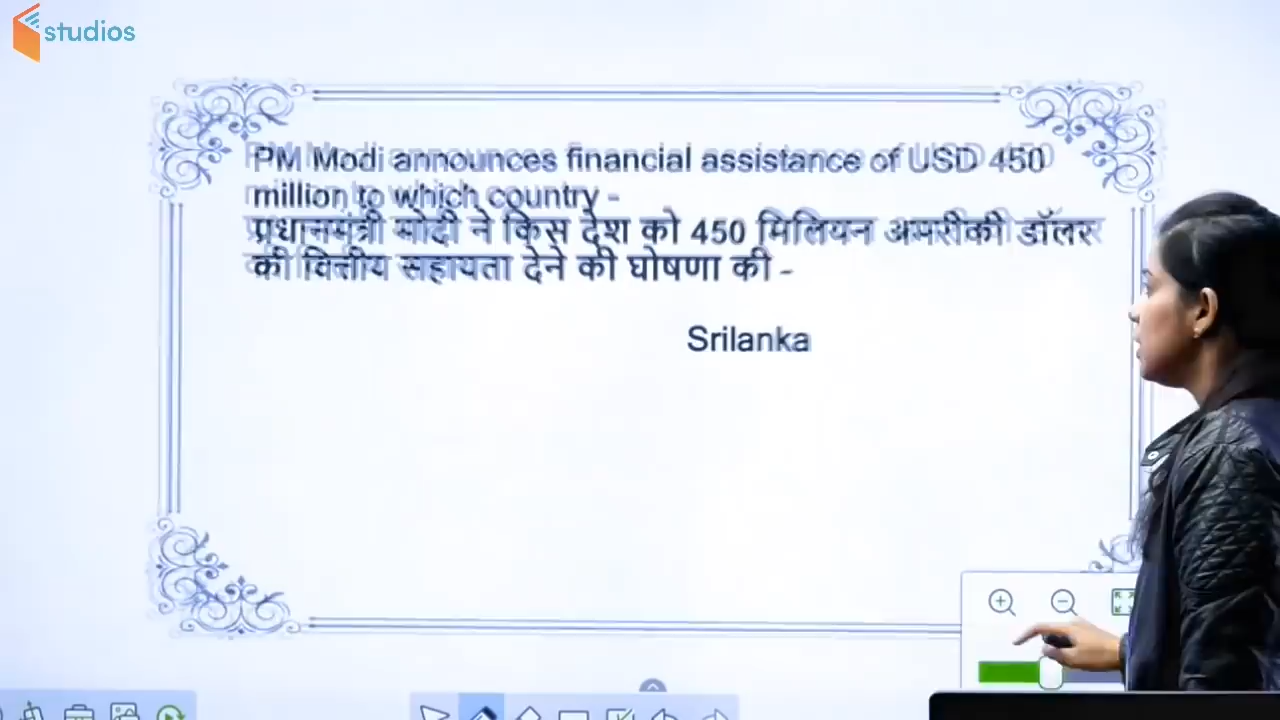 studios
PM Modi announces financial assistance of USD 450
million to which country -
प्रधानमंत्री मोदी ने किस देश को 450 मिलियन अमरीकी डॉलर
की वित्तीय सहायता देने की घोषणा की -
Srilanka